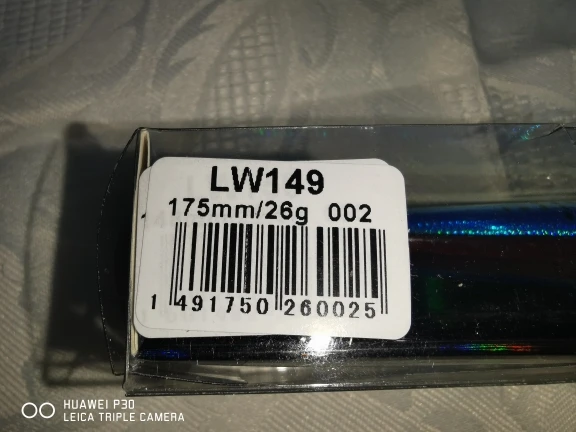 LW149
175mm/26g 002
1 491750 260025
HUAWEI P30
LEICA TRIPLE CAMERA